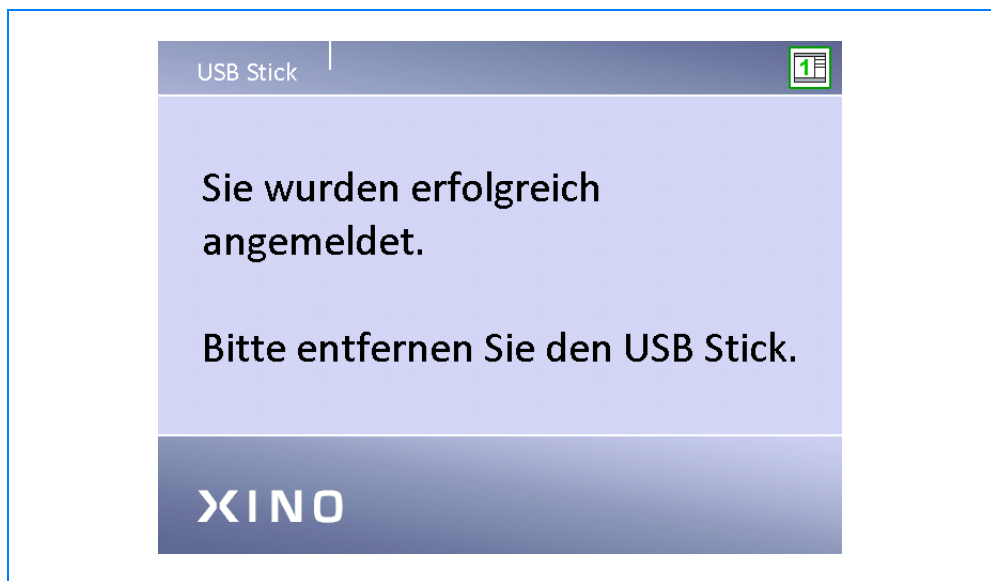 USB Stick
1
Sie wurden erfolgreich
angemeldet.
Bitte entfernen Sie den USB Stick.
XINO